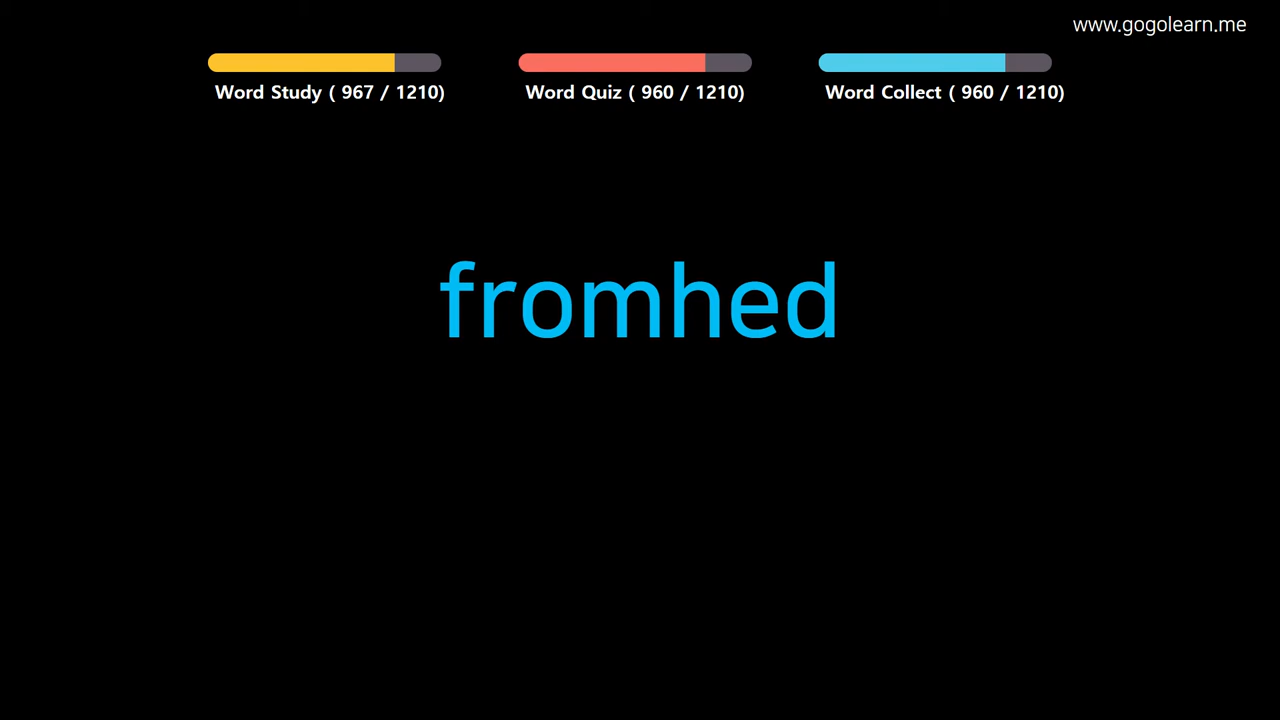 www.gogolearn.me
Word Study ( 967 / 1210)
Word Quiz ( 960 / 1210)
Word Collect ( 960 / 1210)
fromhed